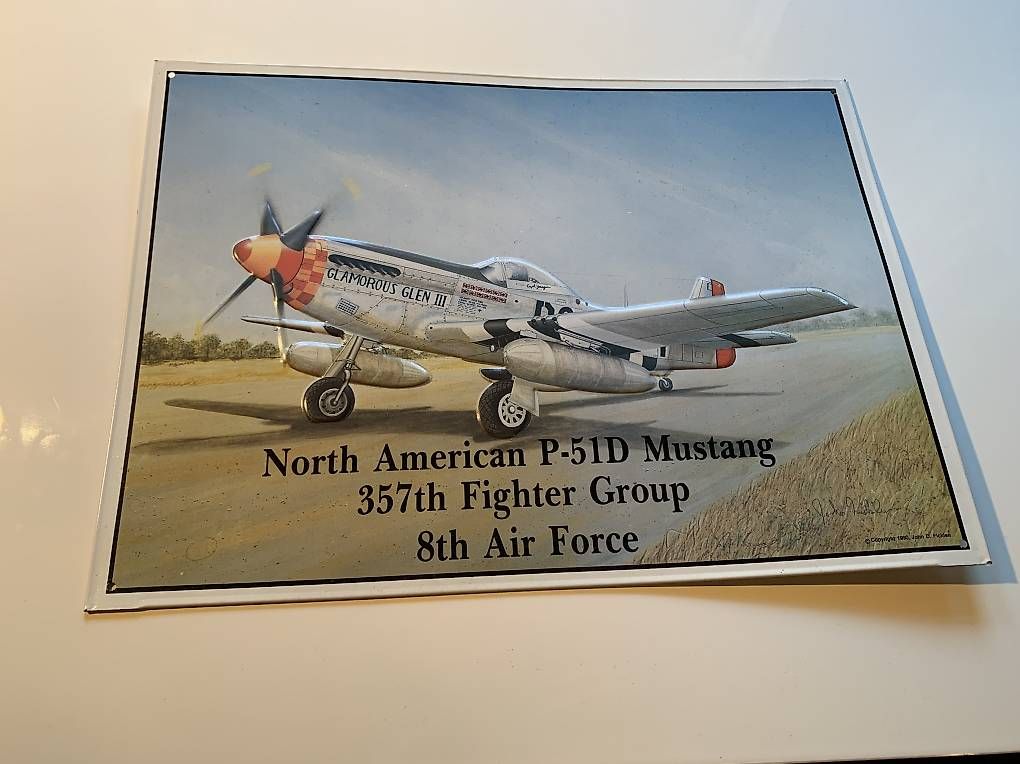 GLAMOROUS GLEN III
North American P-51D Mustang
357th Fighter Group
8th Air Force